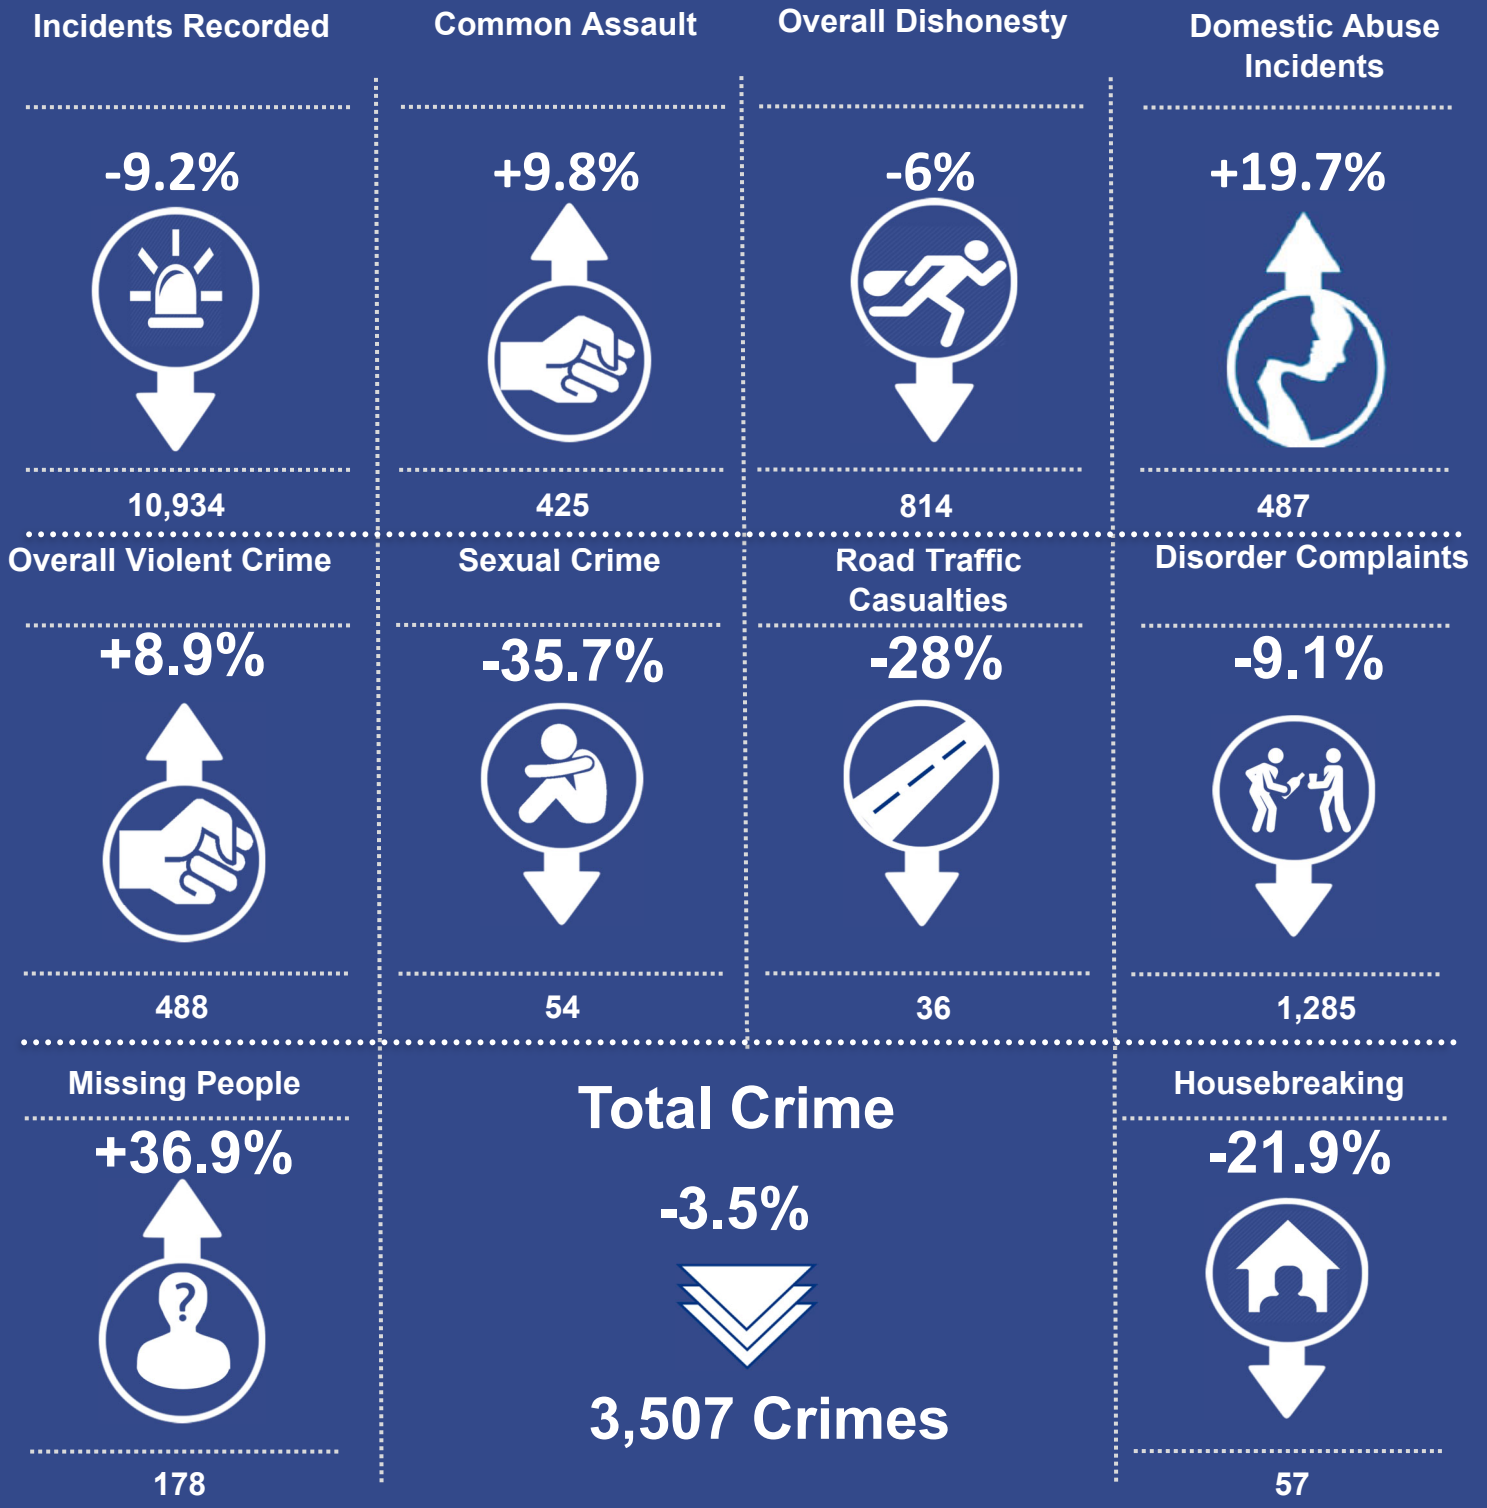 Incidents Recorded
-9.2%
10,934
Common Assault
+9.8%
425
Overall Dishonesty
-6%
814
Domestic Abuse
Incidents
+19.7%
487
Overall Violent Crime
+8.9%
488
Sexual Crime
-35.7%
54
Road Traffic
Casualties
-28%
36
Disorder Complaints
-9.1%
1,285
Missing People
+36.9%
?
178
Total Crime
-3.5%
3,507 Crimes
Housebreaking
-21.9%
57